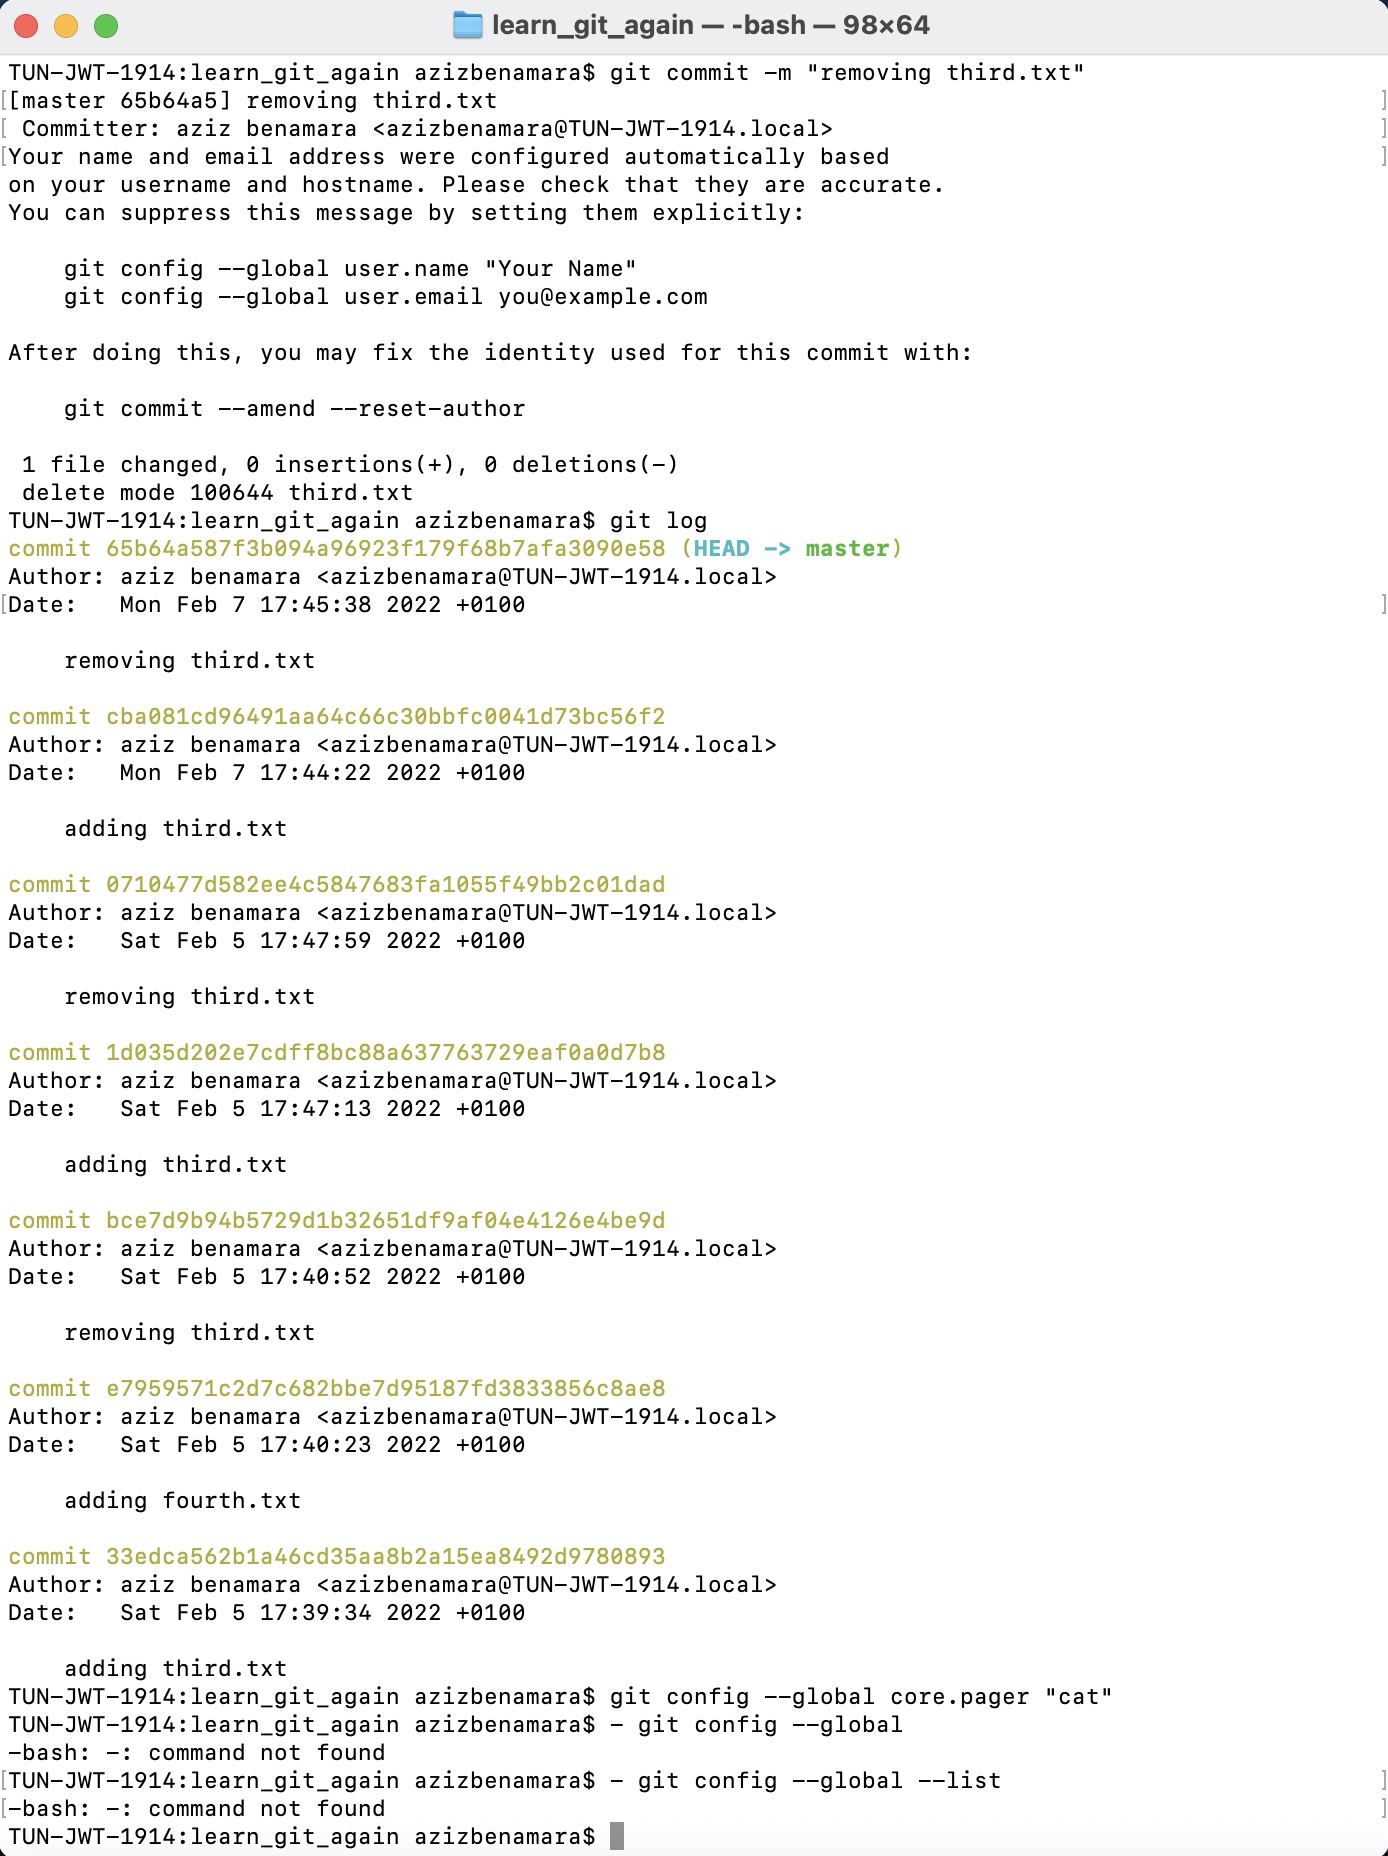 learn_git_again — -bash — 98×64
TUN-JWT-1914:learn_git_again azizbenamara$ git commit -m "removing third.txt"
[[master 65b64a5] removing third.txt ]
[ Committer: aziz benamara <azizbenamara@TUN-JWT-1914.local> ]
[Your name and email address were configured automatically based ]
on your username and hostname. Please check that they are accurate.
You can suppress this message by setting them explicitly:
    git config --global user.name "Your Name"
    git config --global user.email you@example.com
After doing this, you may fix the identity used for this commit with:
    git commit --amend --reset-author
 1 file changed, 0 insertions(+), 0 deletions(-)
 delete mode 100644 third.txt
TUN-JWT-1914:learn_git_again azizbenamara$ git log
commit 65b64a587f3b094a96923f179f68b7afa3090e58 (HEAD -> master)
Author: aziz benamara <azizbenamara@TUN-JWT-1914.local>
[Date:   Mon Feb 7 17:45:38 2022 +0100 ]
    removing third.txt
commit cba081cd96491aa64c66c30bbfc0041d73bc56f2
Author: aziz benamara <azizbenamara@TUN-JWT-1914.local>
Date:   Mon Feb 7 17:44:22 2022 +0100
    adding third.txt
commit 0710477d582ee4c5847683fa1055f49bb2c01dad
Author: aziz benamara <azizbenamara@TUN-JWT-1914.local>
Date:   Sat Feb 5 17:47:59 2022 +0100
    removing third.txt
commit 1d035d202e7cdff8bc88a637763729eaf0a0d7b8
Author: aziz benamara <azizbenamara@TUN-JWT-1914.local>
Date:   Sat Feb 5 17:47:13 2022 +0100
    adding third.txt
commit bce7d9b94b5729d1b32651df9af04e4126e4be9d
Author: aziz benamara <azizbenamara@TUN-JWT-1914.local>
Date:   Sat Feb 5 17:40:52 2022 +0100
    removing third.txt
commit e7959571c2d7c682bbe7d95187fd3833856c8ae8
Author: aziz benamara <azizbenamara@TUN-JWT-1914.local>
Date:   Sat Feb 5 17:40:23 2022 +0100
    adding fourth.txt
commit 33edca562b1a46cd35aa8b2a15ea8492d9780893
Author: aziz benamara <azizbenamara@TUN-JWT-1914.local>
Date:   Sat Feb 5 17:39:34 2022 +0100
    adding third.txt
TUN-JWT-1914:learn_git_again azizbenamara$ git config --global core.pager "cat"
TUN-JWT-1914:learn_git_again azizbenamara$ - git config --global
-bash: -: command not found
[TUN-JWT-1914:learn_git_again azizbenamara$ - git config --global --list ]
[-bash: -: command not found ]
TUN-JWT-1914:learn_git_again azizbenamara$